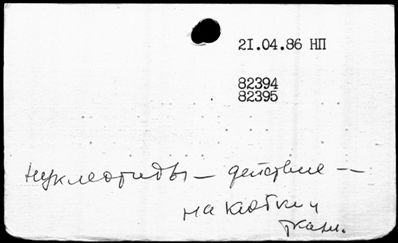 21.04.86 НП
82394
82395
Нуклеотиды – действие --
на клетки и
ткани.